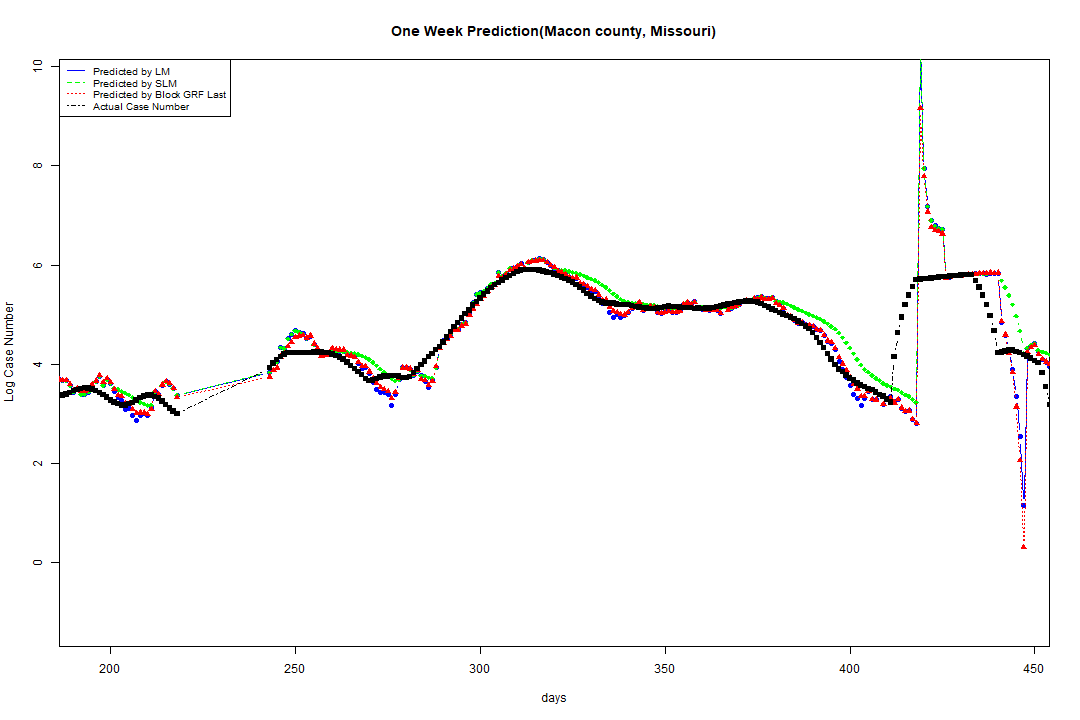 One Week Prediction(Macon county, Missouri)
Predicted by LM
Predicted by SLM
Predicted by Block GRF Last
Actual Case Number
10
8
6
4
2
0
Log Case Number
200 250 300 350 400 450
days